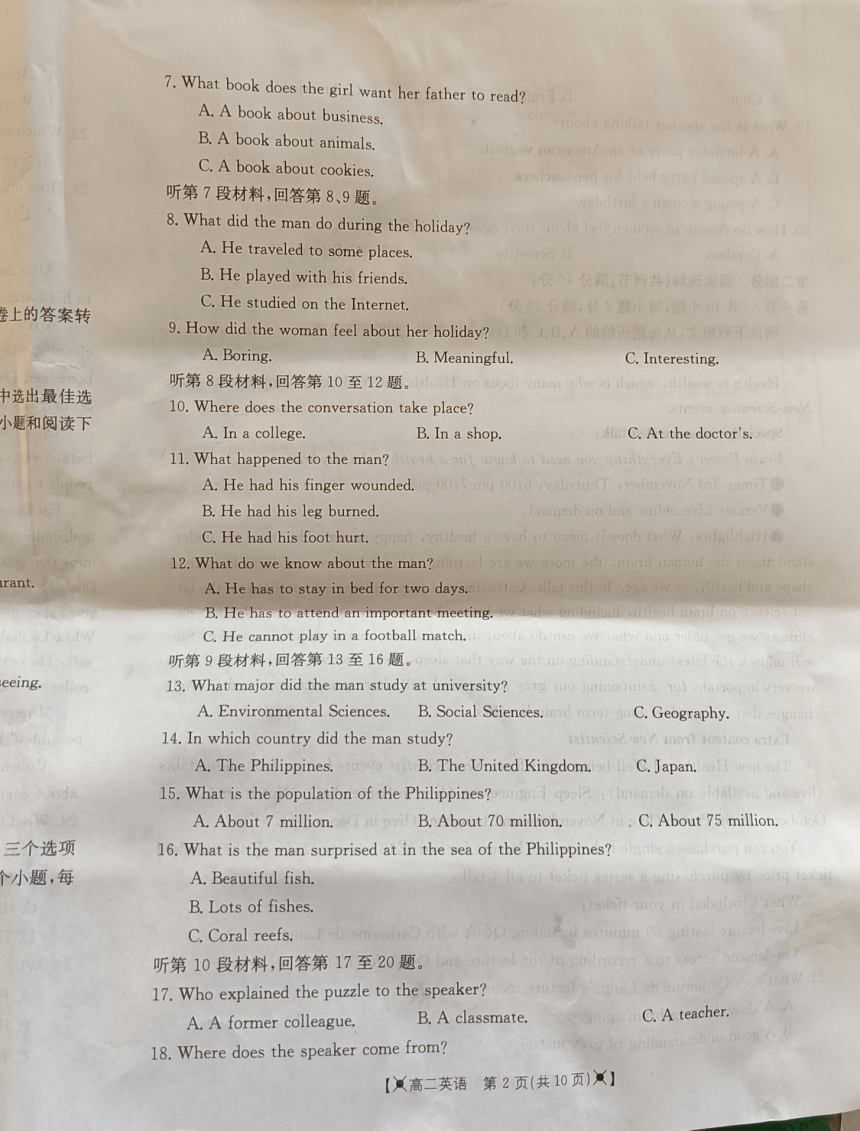 7. What book does the girl want her father to read?
A. A book about business.
B. A book about animals.
C. A book about cookies.
听第 7 段材料,回答第 8、9 题。
8. What did the man do during the holiday?
A. He traveled to some places.
B. He played with his friends.
C. He studied on the Internet.
卷上的答案转
9. How did the woman feel about her holiday?
A. Boring. B. Meaningful. C. Interesting.
听第 8 段材料,回答第 10 至 12 题。
中选出最佳选
10. Where does the conversation take place?
小题和阅读下
A. In a college. B. In a shop. C. At the doctor's.
11. What happened to the man?
A. He had his finger wounded.
B. He had his leg burned.
C. He had his foot hurt.
12. What do we know about the man?
urant.
A. He has to stay in bed for two days.
B. He has to attend an important meeting.
C. He cannot play in a football match.
听第 9 段材料,回答第 13 至 16 题。
seeing.
13. What major did the man study at university?
A. Environmental Sciences. B. Social Sciences. C. Geography.
14. In which country did the man study?
A. The Philippines. B. The United Kingdom. C. Japan.
15. What is the population of the Philippines?
A. About 7 million. B. About 70 million. C. About 75 million.
三个选项
16. What is the man surprised at in the sea of the Philippines?
个小题,每
A. Beautiful fish.
B. Lots of fishes.
C. Coral reefs.
听第 10 段材料,回答第 17 至 20 题。
17. Who explained the puzzle to the speaker?
A. A former colleague. B. A classmate. C. A teacher.
18. Where does the speaker come from?
【高二英语 第 2 页(共 10 页)】